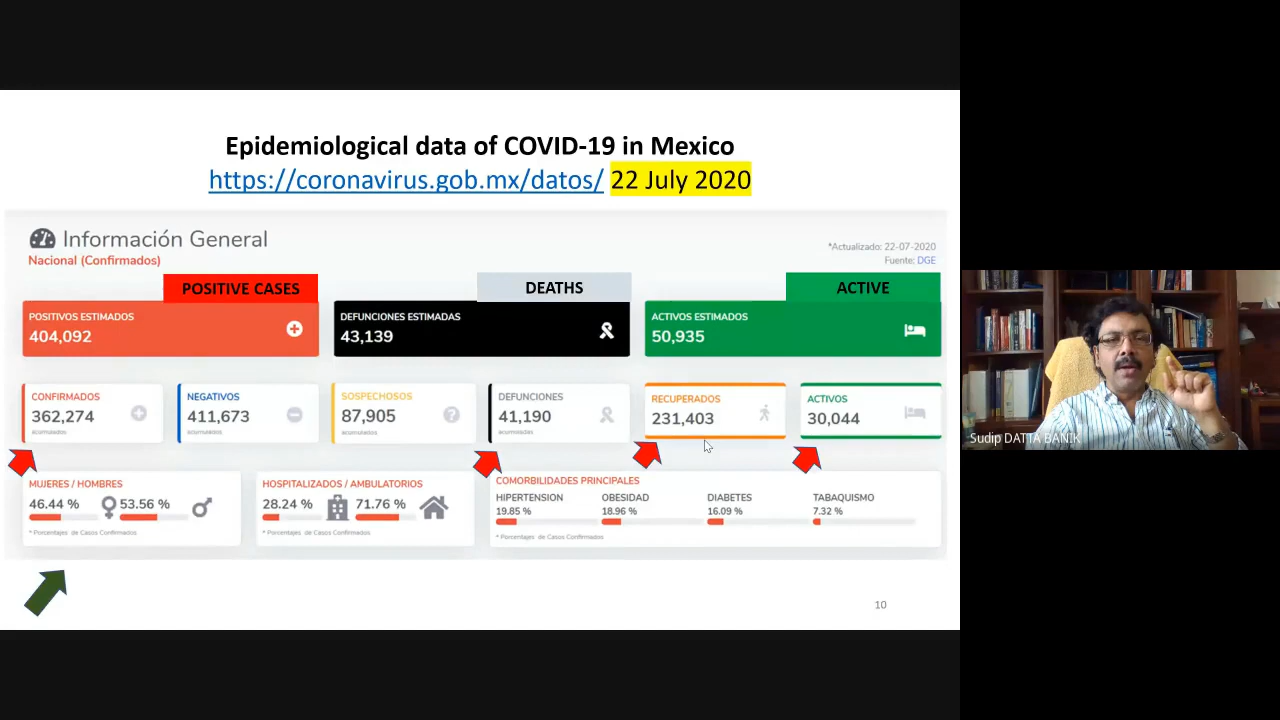 Epidemiological data of COVID-19 in Mexico
https://coronavirus.gob.mx/datos/ 22 July 2020
Información General
Nacional (Confirmados)
*Actualizado: 22-07-2020
Fuente: DGE
POSITIVE CASES
DEATHS
ACTIVE
POSITIVOS ESTIMADOS
404,092
DEFUNCIONES ESTIMADAS
43,139
ACTIVOS ESTIMADOS
50,935
CONFIRMADOS
362,274
acumulados
NEGATIVOS
411,673
acumulados
SOSPECHOSOS
87,905
acumulados
DEFUNCIONES
41,190
acumuladas
RECUPERADOS
231,403
ACTIVOS
30,044
MUJERES / HOMBRES
46.44 % 53.56 %
* Porcentajes de Casos Confirmados
HOSPITALIZADOS / AMBULATORIOS
28.24 % 71.76 %
* Porcentajes de Casos Confirmados
COMORBILIDADES PRINCIPALES
HIPERTENSION OBESIDAD DIABETES TABAQUISMO
19.85 % 18.96 % 16.09 % 7.32 %
* Porcentajes de Casos Confirmados
10
Sudip DATTA BANIK